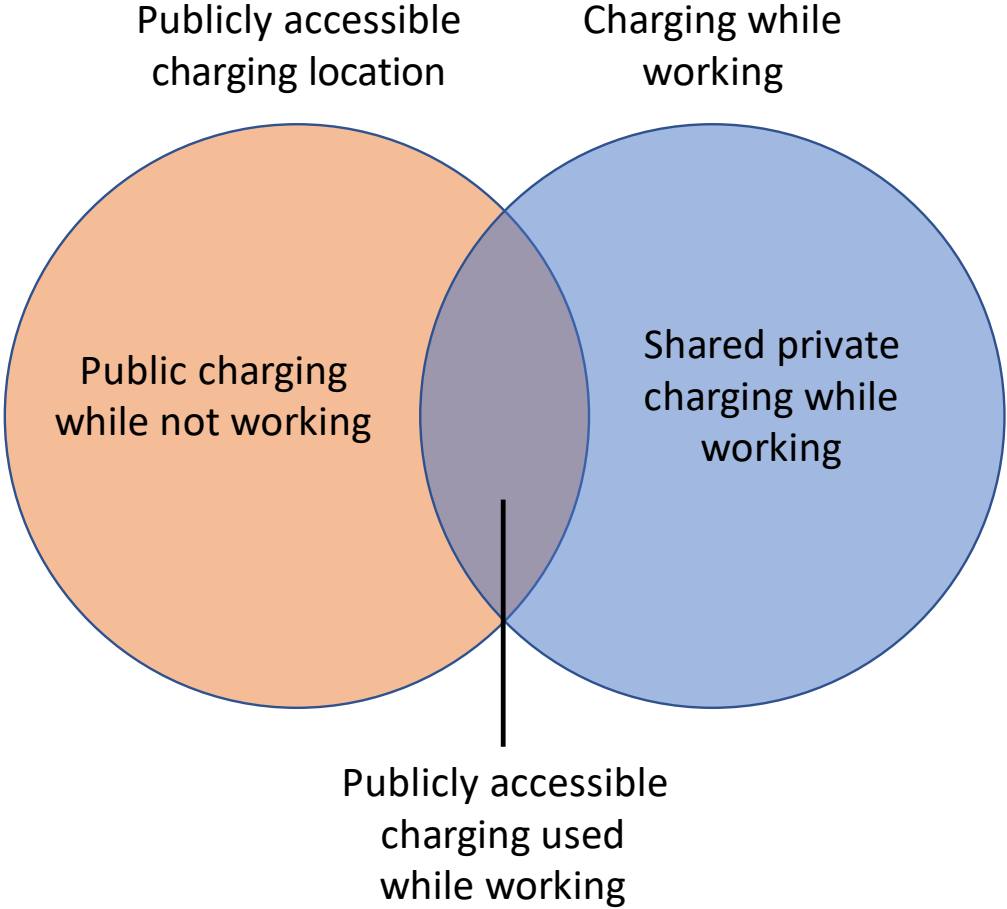 Publicly accessible
charging location
Charging while
working
Public charging
while not working
Shared private
charging while
working
Publicly accessible
charging used
while working